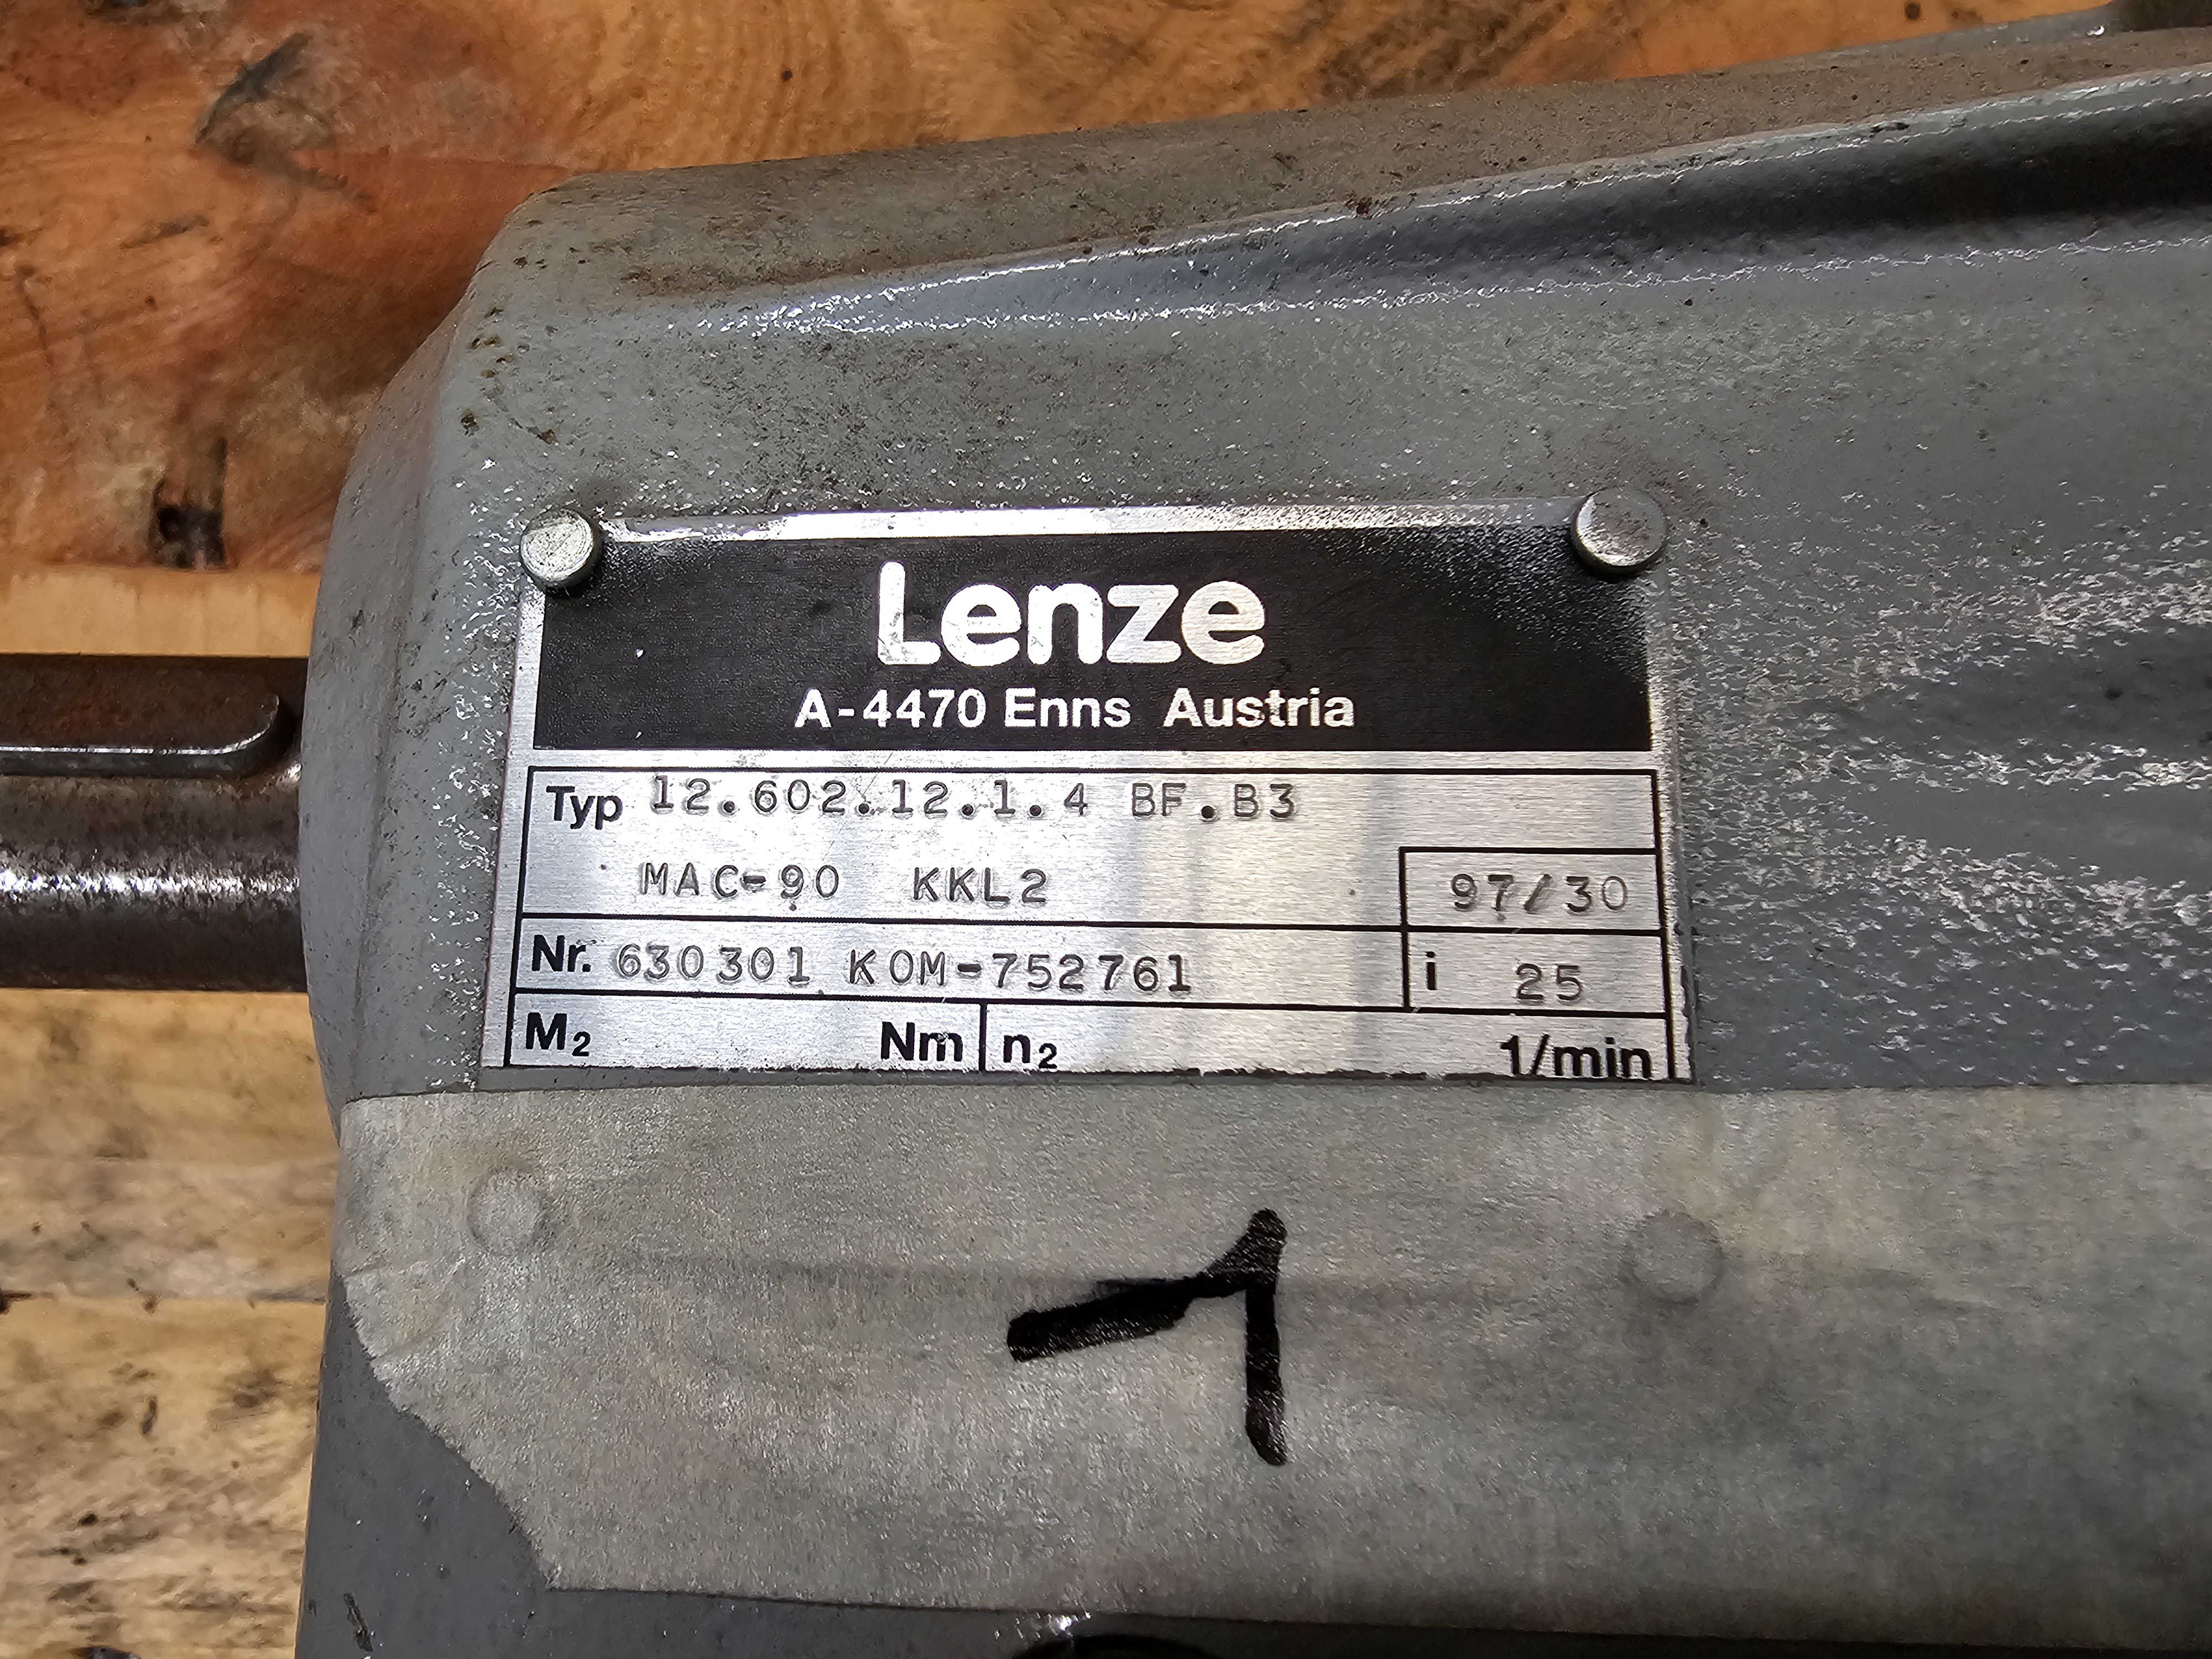 Lenze
A-4470 Enns Austria
Typ 12.602.12.1.4 BF.B3
MAC-90 KKL2 97/30
Nr. 630301 KOM-752761 i 25
M2 Nm n2 1/min
1